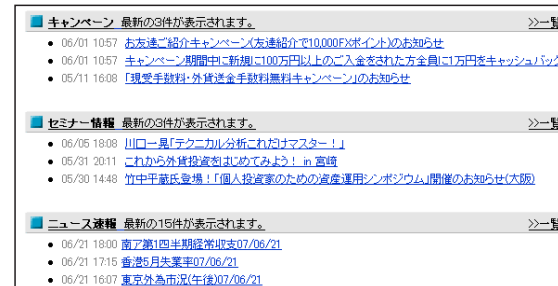 キャンペーン 最新の3件が表示されます。 >>一覧
06/01 10:57 お友達ご紹介キャンペーン(友達紹介で10,000FXポイント)のお知らせ
06/01 10:57 キャンペーン期間中に新規に100万円以上のご入金をされた方全員に1万円をキャッシュバック
05/11 16:08 「現受手数料・外貨送金手数料無料キャンペーン」のお知らせ
セミナー情報 最新の3件が表示されます。 >>一覧
06/05 18:08 川口一晃「テクニカル分析これだけマスター！」
05/31 20:11 これから外貨投資をはじめてみよう！ in 宮崎
05/30 14:48 竹中平蔵氏登場！「個人投資家のための資産運用シンポジウム」開催のお知らせ(大阪)
ニュース速報 最新の15件が表示されます。 >>一覧
06/21 18:00 南ア第1四半期経常収支07/06/21
06/21 17:15 香港5月失業率07/06/21
06/21 16:07 東京外為市況(午後)07/06/21